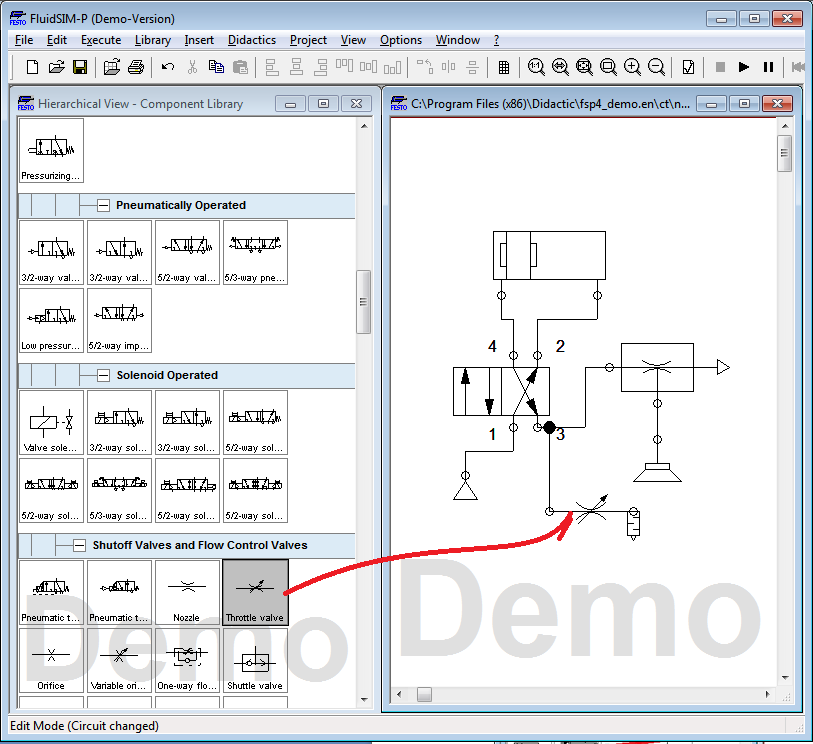 FESTO FluidSIM-P (Demo-Version)
File Edit Execute Library Insert Didactics Project View Options Window ?
1:1
FESTO Hierarchical View - Component Library
FESTO C:\Program Files (x86)\Didactic\fsp4_demo.en\ct\n...
Pressurizing...
Pneumatically Operated
3/2-way val... 3/2-way val... 5/2-way val... 5/3-way pne...
Low pressur... 5/2-way imp...
Solenoid Operated
Valve sole... 3/2-way sol... 3/2-way sol... 5/2-way sol...
5/2-way sol... 5/3-way sol... 5/2-way sol... 5/2-way sol...
Shutoff Valves and Flow Control Valves
Pneumatic t... Pneumatic t... Nozzle Throttle valve
Orifice Variable ori... One-way flo... Shuttle valve
Demo
4 2
1 3
Demo
Edit Mode (Circuit changed)